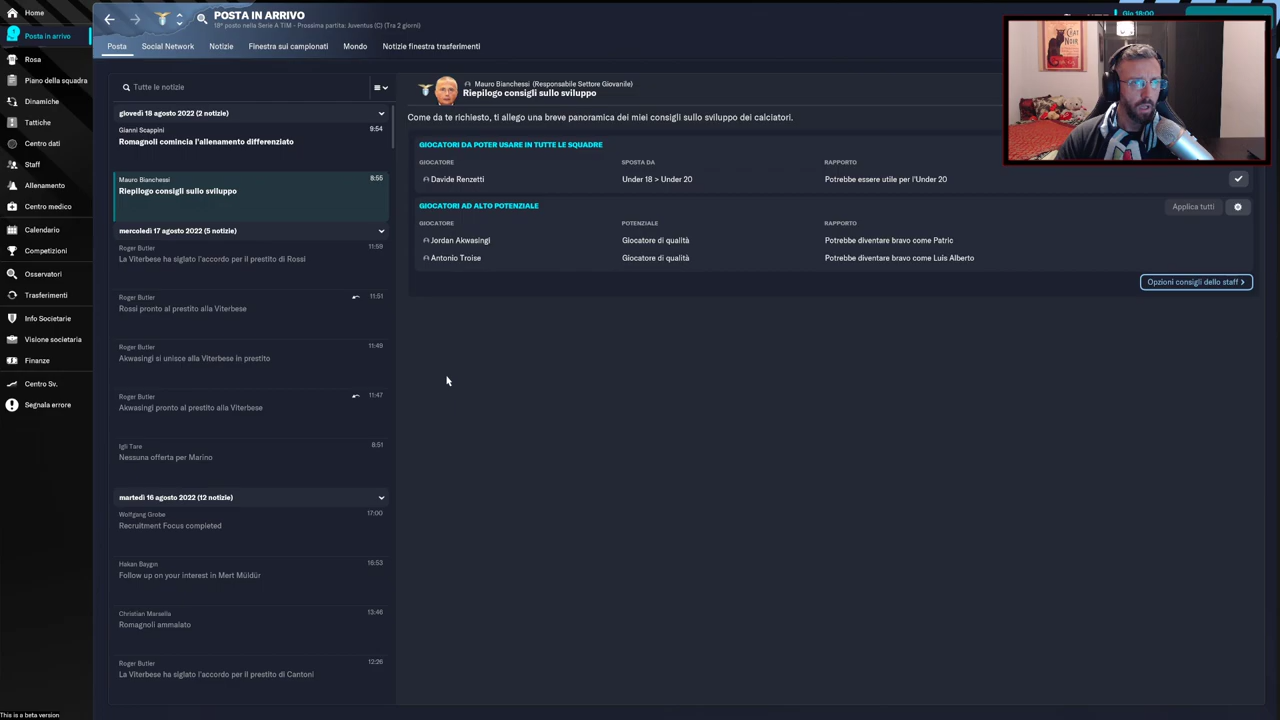 Home
Posta in arrivo
Rosa
Piano della squadra
Dinamiche
Tattiche
Centro dati
Staff
Allenamento
Centro medico
Calendario
Competizioni
Osservatori
Trasferimenti
Info Societarie
Visione societaria
Finanze
Centro Sv.
Segnala errore
This is a beta version
POSTA IN ARRIVO
18ª posto nella Serie A TIM - Prossima partita: Juventus (C) (Tra 2 giorni)
Gio 18:00
Posta
Social Network
Notizie
Finestra sui campionati
Mondo
Notizie finestra trasferimenti
Tutte le notizie
giovedì 18 agosto 2022 (2 notizie)
Gianni Scappini 9:54
Romagnoli comincia l'allenamento differenziato
Mauro Bianchessi 8:55
Riepilogo consigli sullo sviluppo
mercoledì 17 agosto 2022 (5 notizie)
Roger Butler 11:59
La Viterbese ha siglato l'accordo per il prestito di Rossi
Roger Butler 11:51
Rossi pronto al prestito alla Viterbese
Roger Butler 11:49
Akwasingi si unisce alla Viterbese in prestito
Roger Butler 11:47
Akwasingi pronto al prestito alla Viterbese
Igli Tare 8:51
Nessuna offerta per Marino
martedì 16 agosto 2022 (12 notizie)
Wolfgang Grobe 17:00
Recruitment Focus completed
Hakan Baygın 16:53
Follow up on your interest in Mert Müldür
Christian Marsella 13:46
Romagnoli ammalato
Roger Butler 12:26
La Viterbese ha siglato l'accordo per il prestito di Cantoni
Mauro Bianchessi (Responsabile Settore Giovanile)
Riepilogo consigli sullo sviluppo
Come da te richiesto, ti allego una breve panoramica dei miei consigli sullo sviluppo dei calciatori.
GIOCATORI DA POTER USARE IN TUTTE LE SQUADRE
GIOCATORE SPOSTA DA RAPPORTO
Davide Renzetti Under 18 > Under 20 Potrebbe essere utile per l'Under 20
GIOCATORI AD ALTO POTENZIALE
Applica tutti
GIOCATORE POTENZIALE RAPPORTO
Jordan Akwasingi Giocatore di qualità Potrebbe diventare bravo come Patric
Antonio Troise Giocatore di qualità Potrebbe diventare bravo come Luis Alberto
Opzioni consigli dello staff >
CHAT
NOIR